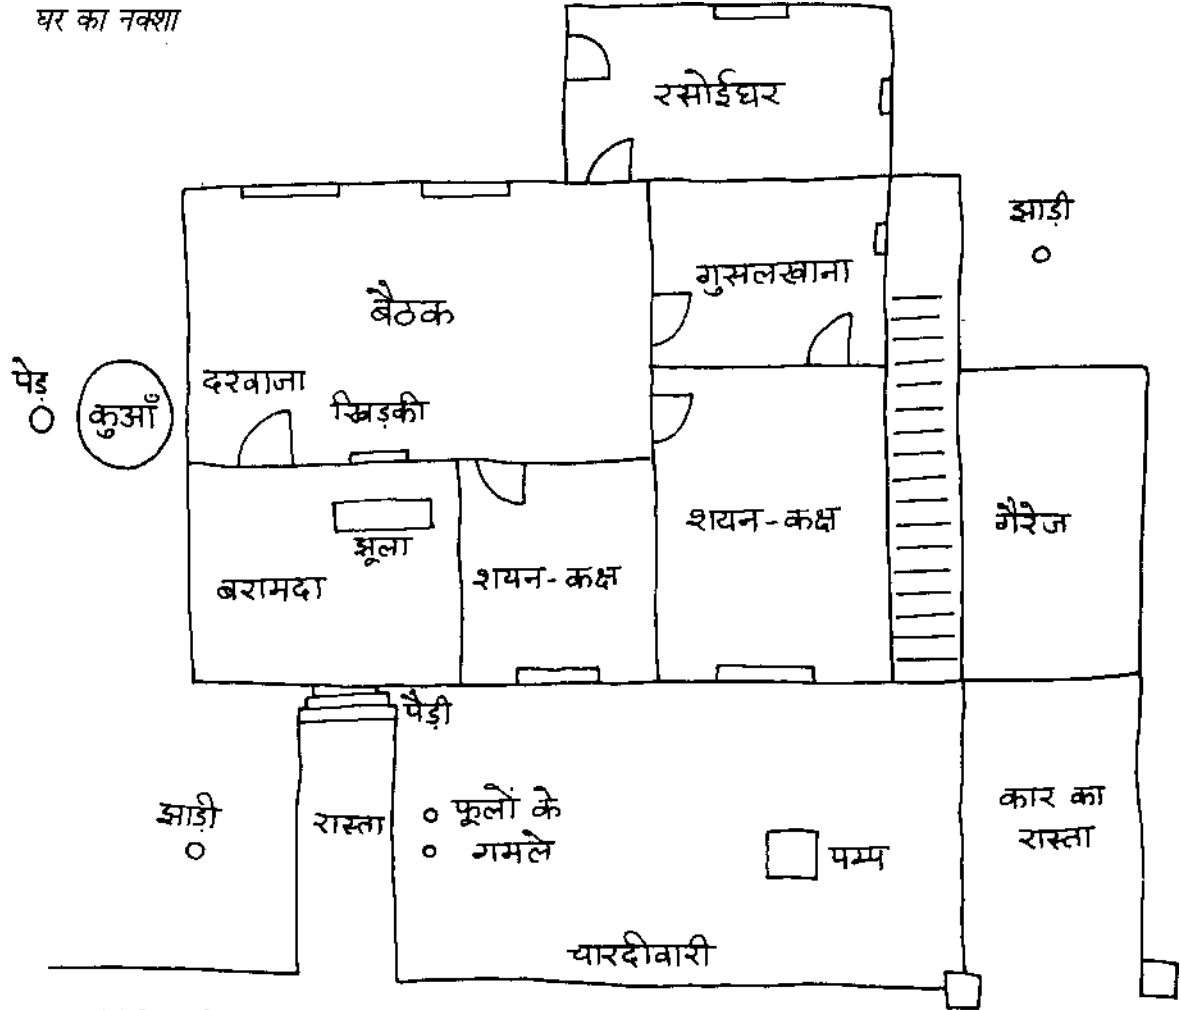 घर का नक्शा
रसोईघर
झाड़ी
गुसलखाना
बैठक
पेड़
कुआँ
दरवाजा
खिड़की
झूला
बरामदा
शयन-कक्ष
शयन-कक्ष
गैरेज
पैड़ी
झाड़ी
रास्ता
फूलों के
गमले
पम्प
कार का
रास्ता
चारदीवारी